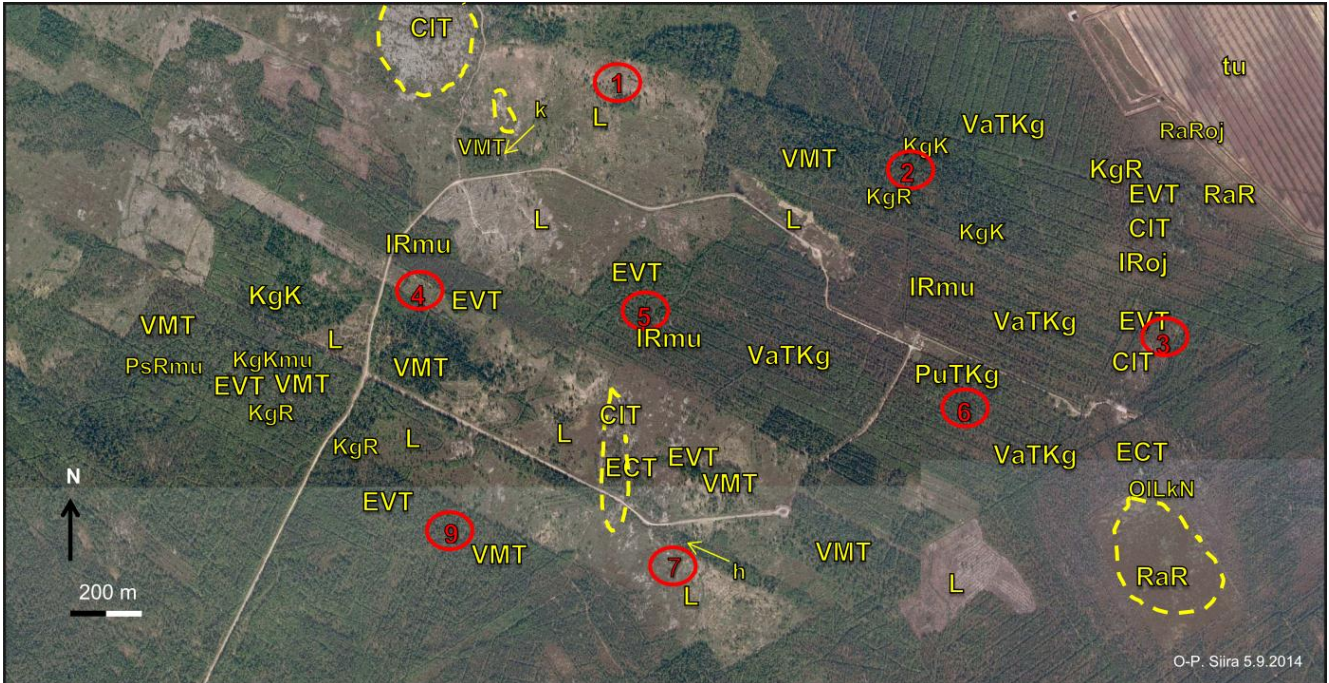 CIT
1
L
k
VMT
tu
VaTKg
RaRoj
VMT
KgK
2
KgR
KgR
EVT
RaR
CIT
L
L
KgK
IRoj
IRmu
EVT
4
EVT
5
IRmu
IRmu
KgK
VaTKg
EVT
3
VMT
L
CIT
PsRmu
KgKmu
EVT
VMT
KgR
VMT
VaTKg
PuTKg
6
CIT
KgR
L
L
ECT
EVT
VMT
VaTKg
ECT
OlLkN
N
EVT
9
VMT
7
h
L
VMT
L
RaR
200 m
O-P. Siira 5.9.2014